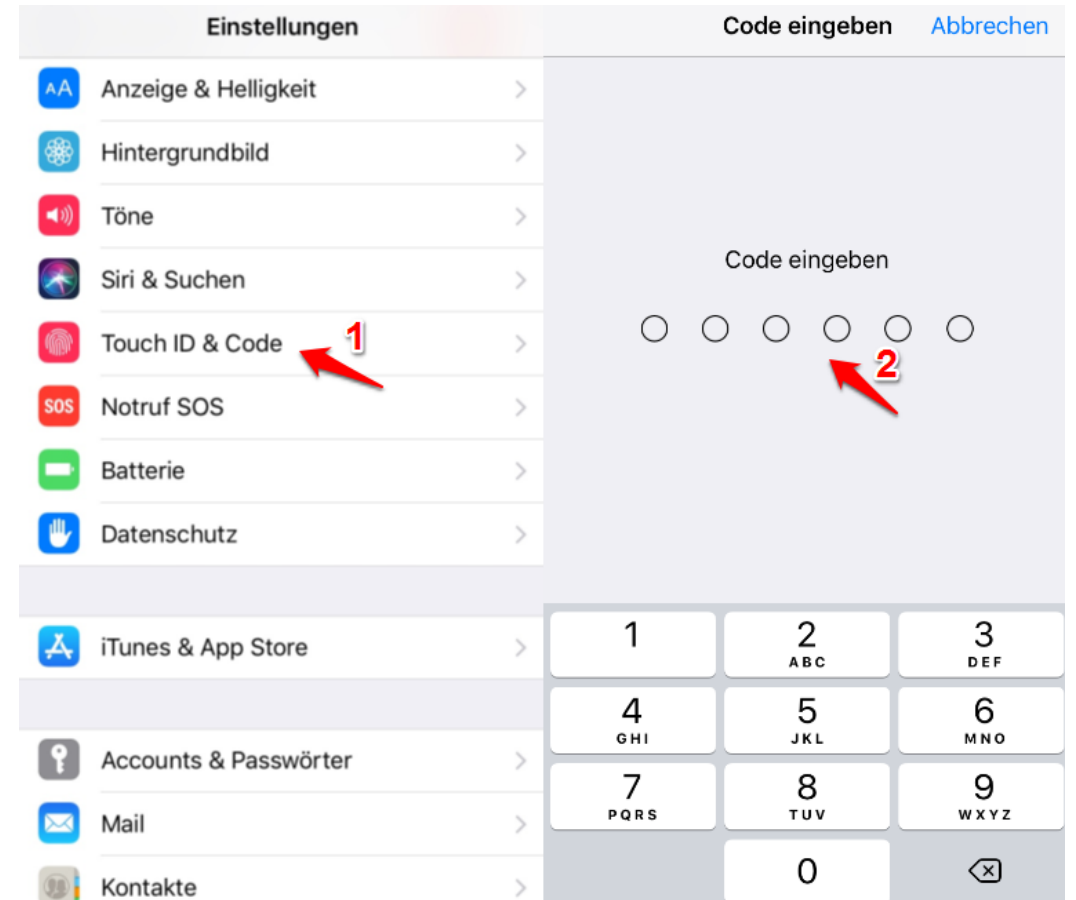 Einstellungen
AA Anzeige & Helligkeit
Hintergrundbild
Töne
Siri & Suchen
Touch ID & Code 1
SOS Notruf SOS
Batterie
Datenschutz
iTunes & App Store
Accounts & Passwörter
Mail
Kontakte
Code eingeben Abbrechen
Code eingeben
2
1 2 3
ABC DEF
4 5 6
GHI JKL MNO
7 8 9
PQRS TUV WXYZ
0